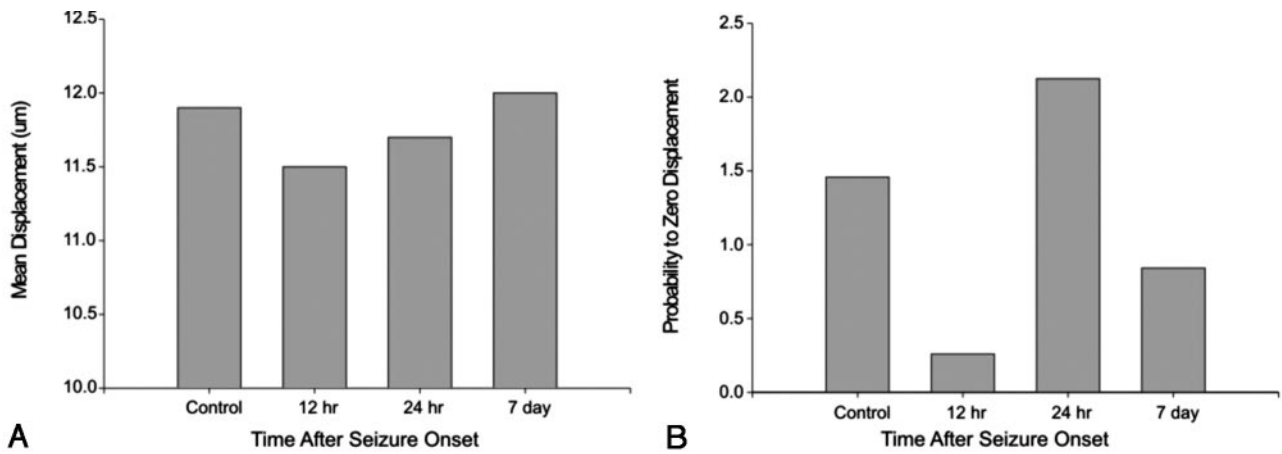 12.5
12.0
11.5
11.0
10.5
10.0
Mean Displacement (um)
Control 12 hr 24 hr 7 day
Time After Seizure Onset
A
2.5
2.0
1.5
1.0
0.5
0.0
Probability to Zero Displacement
Control 12 hr 24 hr 7 day
Time After Seizure Onset
B